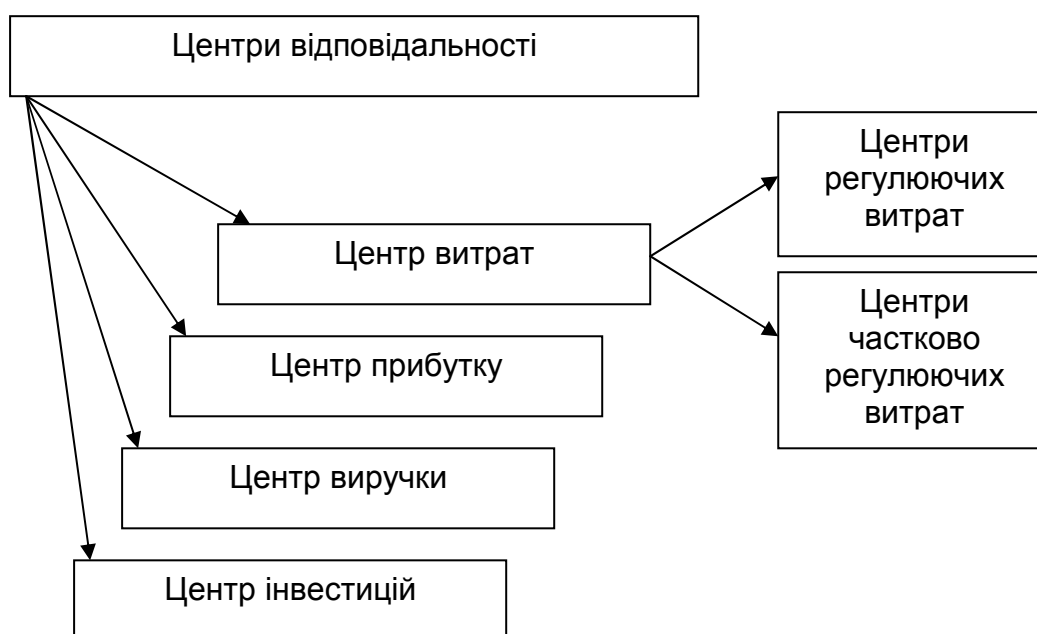 Центри відповідальності
Центри
регулюючих
витрат
Центр витрат
Центри
частково
регулюючих
витрат
Центр прибутку
Центр виручки
Центр інвестицій